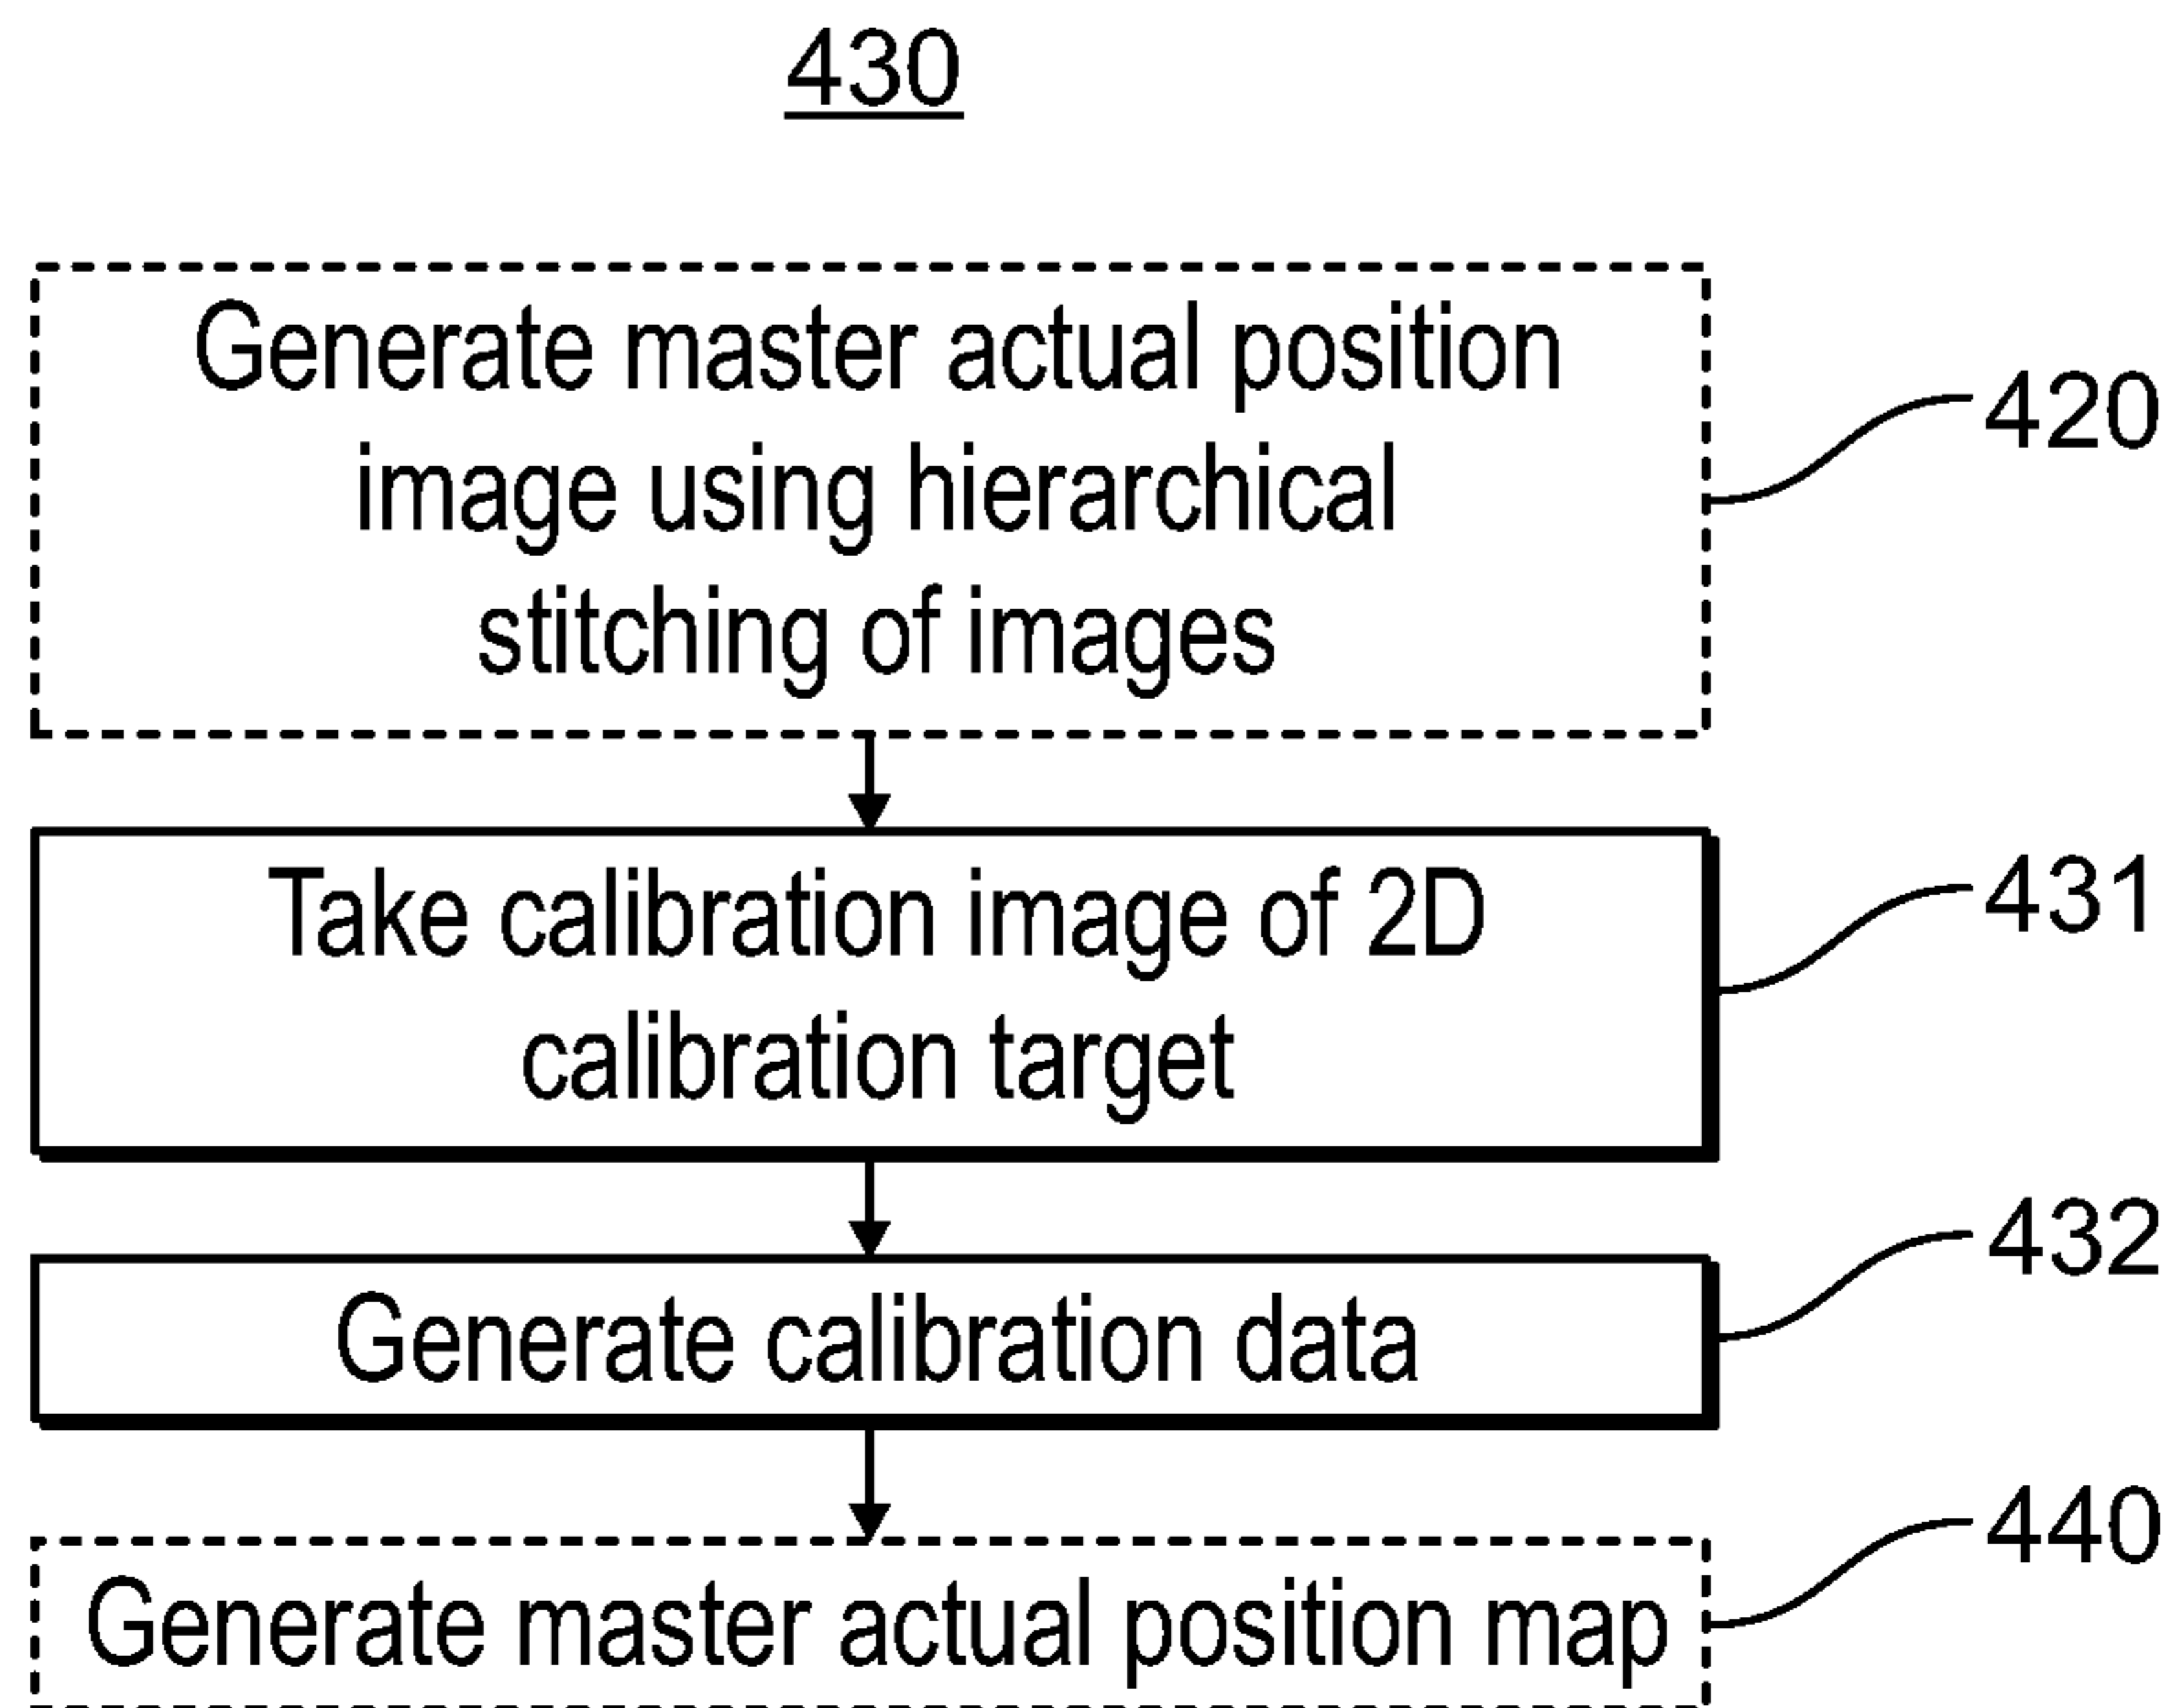 430
Generate master actual position
image using hierarchical
stitching of images
420
Take calibration image of 2D
calibration target
431
Generate calibration data
432
Generate master actual position map
440